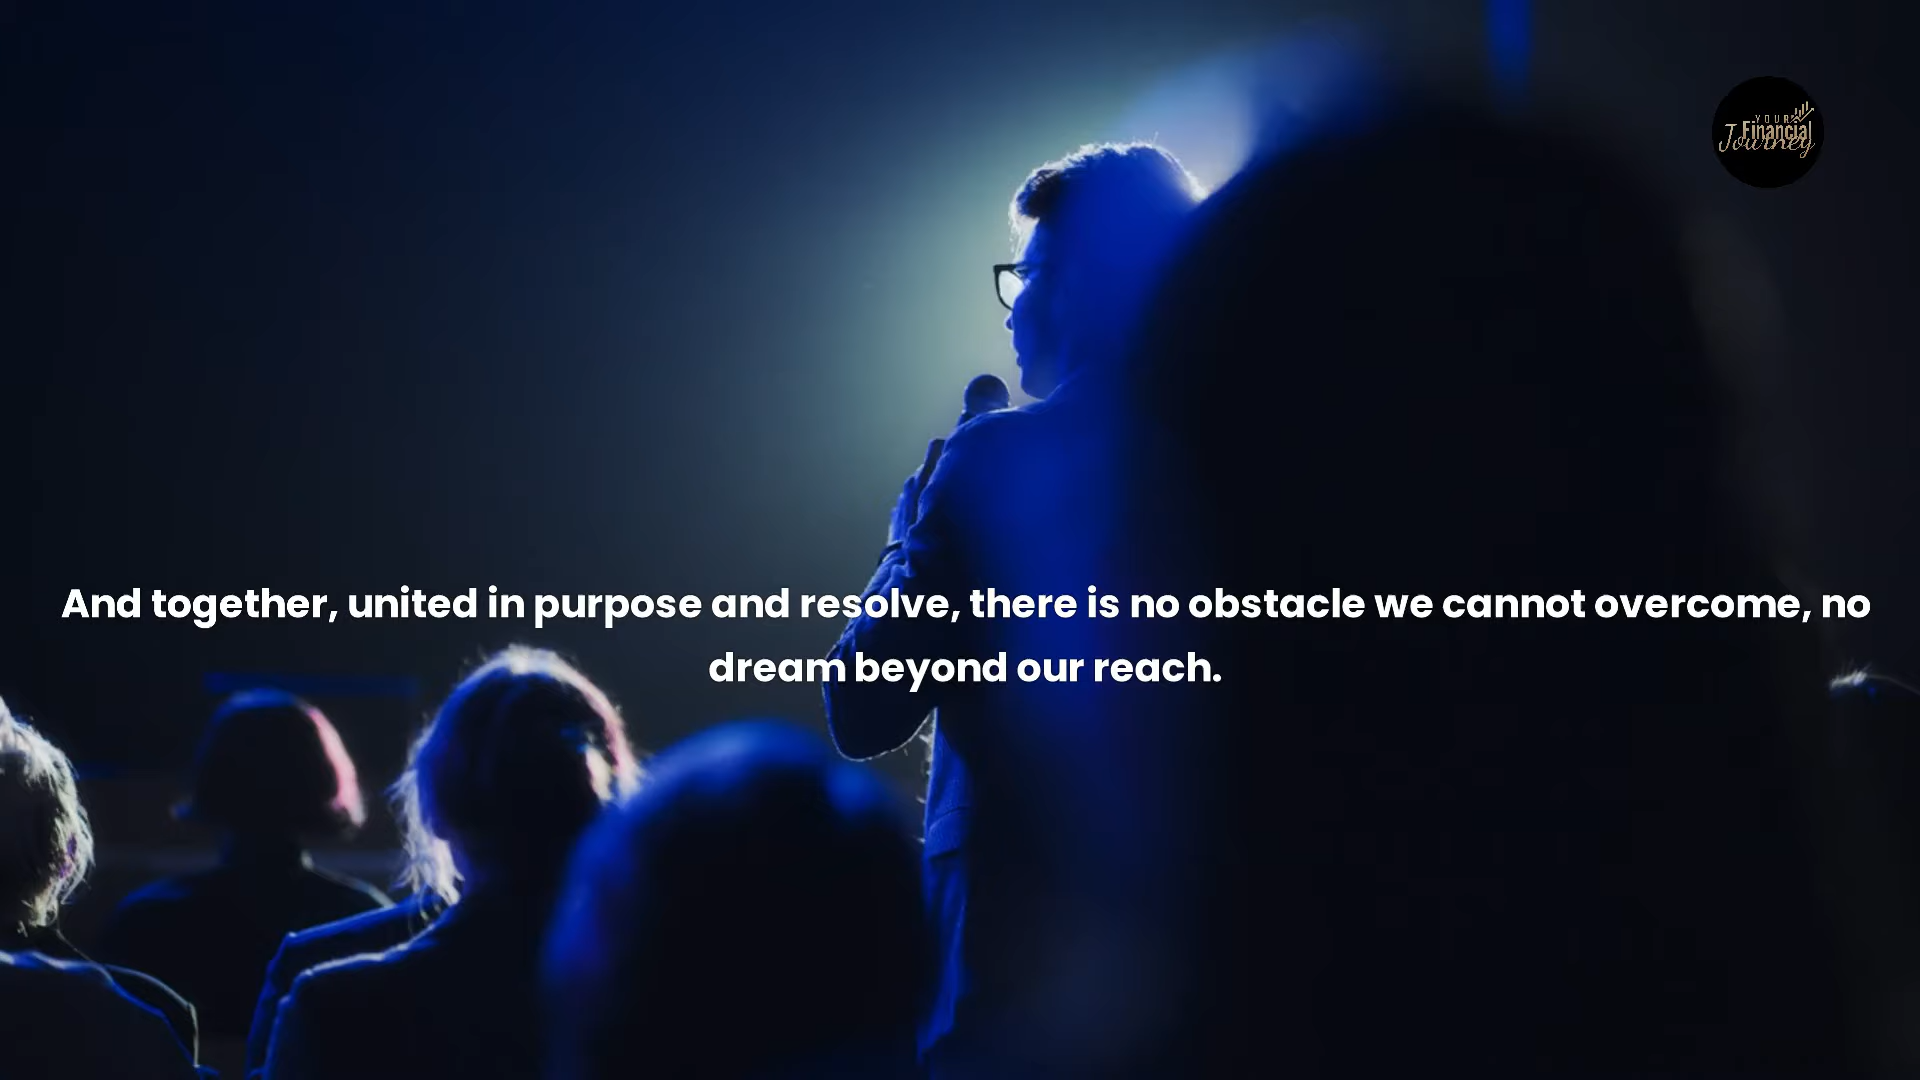 YOUR
Financial
Journey
And together, united in purpose and resolve, there is no obstacle we cannot overcome, no
dream beyond our reach.